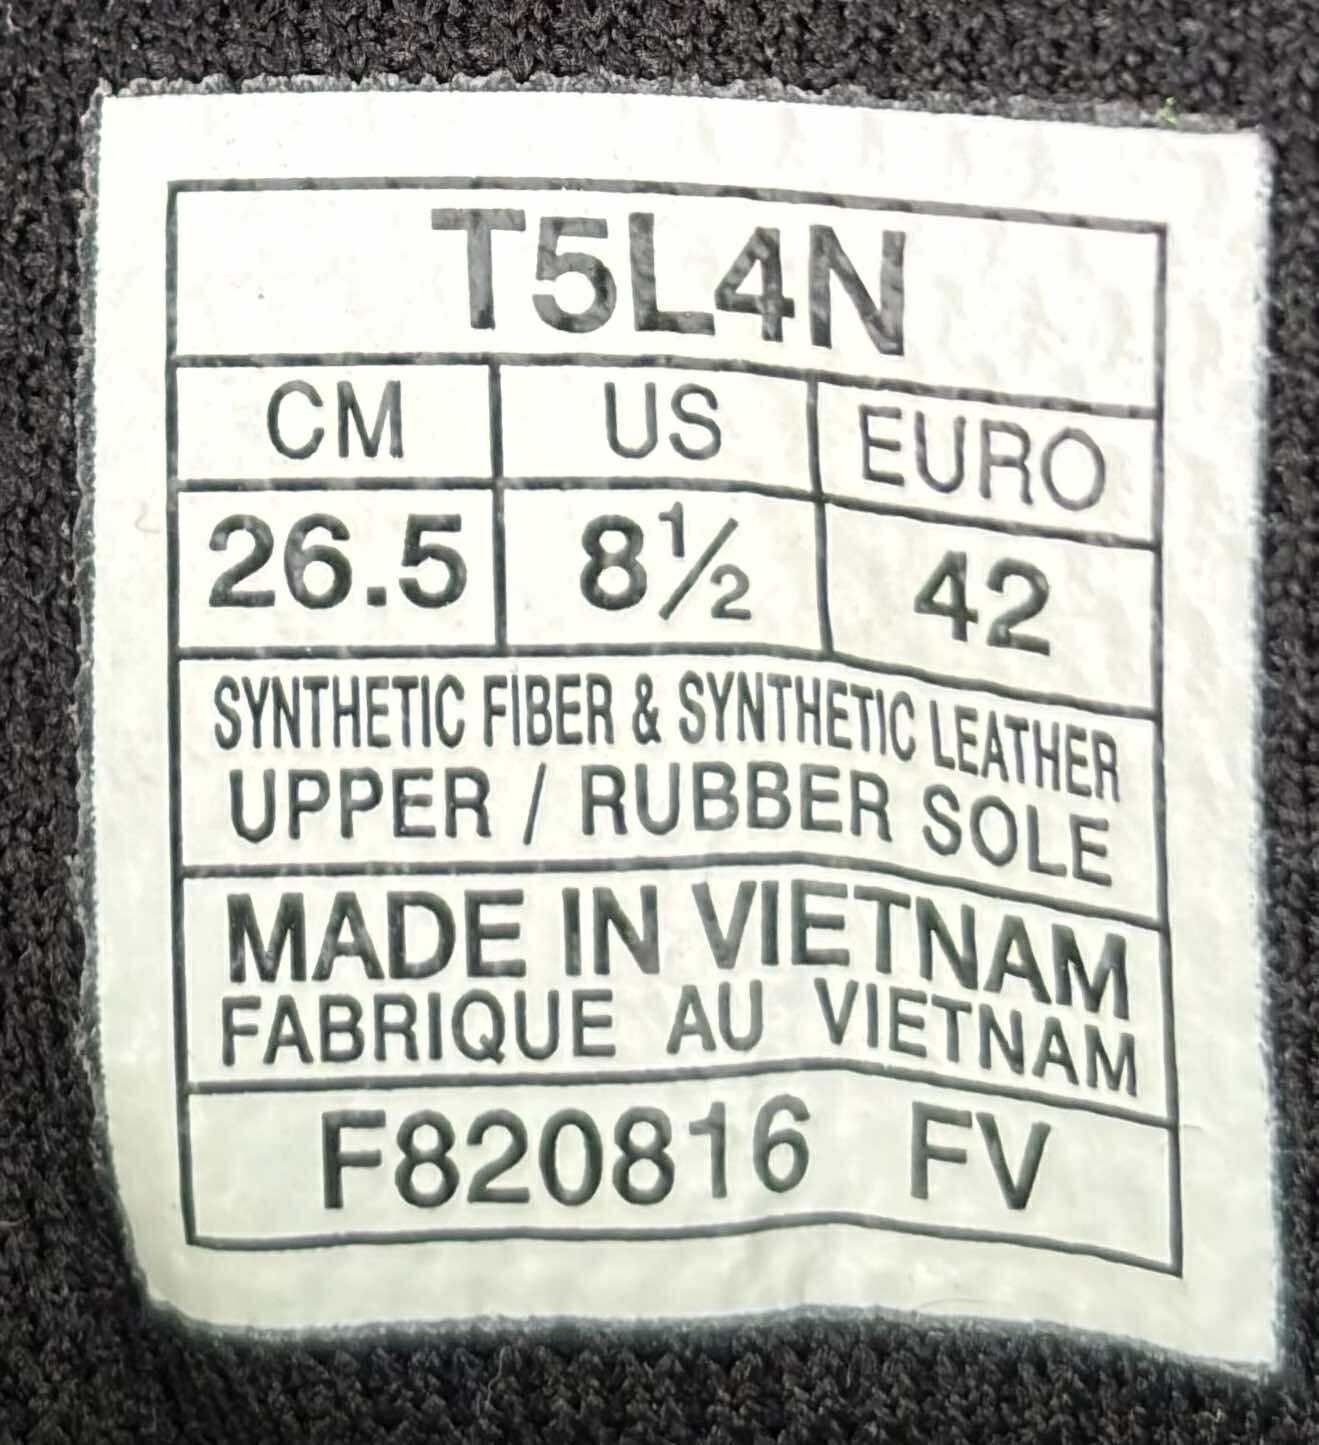 T5L4N
CM US EURO
26.5 8½ 42
SYNTHETIC FIBER & SYNTHETIC LEATHER
UPPER / RUBBER SOLE
MADE IN VIETNAM
FABRIQUE AU VIETNAM
F820816 FV